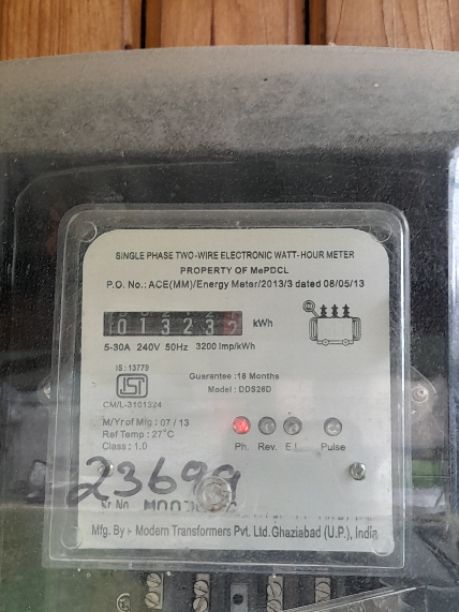 SINGLE PHASE TWO-WIRE ELECTRONIC WATT-HOUR METER
PROPERTY OF MePDCL
P.O. No.: ACE(MM)/Energy Meter/2013/3 dated 08/05/13
013232 kWh
5-30A 240V 50Hz 3200 Imp/kWh
IS : 13779
Guarantee : 18 Months
Model : DDS28D
CM/L-3101324
M/Yr of Mfg : 07 / 13
Ref Temp : 27°C
Class : 1.0
Ph. Rev. E.L. Pulse
23699
Sr No.
Mfg. By :- Modern Transformers Pvt. Ltd. Ghaziabad (U.P.), India